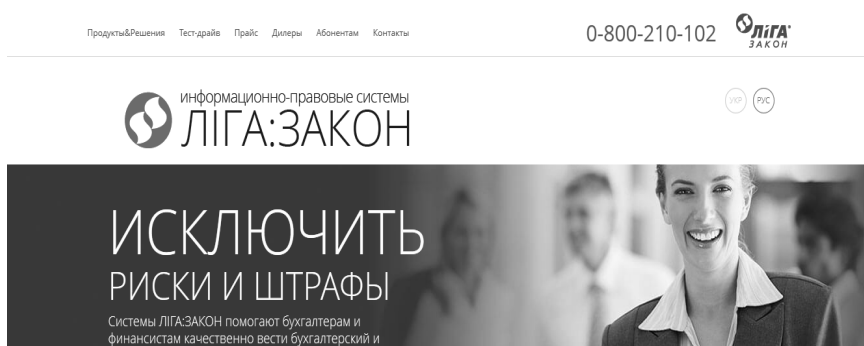 Продукты&Решения Тест-драйв Прайс Дилеры Абонентам Контакты
0-800-210-102
ЛІГА
ЗАКОН
информационно-правовые системы
ЛІГА:ЗАКОН
УКР РУС
ИСКЛЮЧИТЬ
РИСКИ И ШТРАФЫ
Системы ЛІГА:ЗАКОН помогают бухгалтерам и
финансистам качественно вести бухгалтерский и